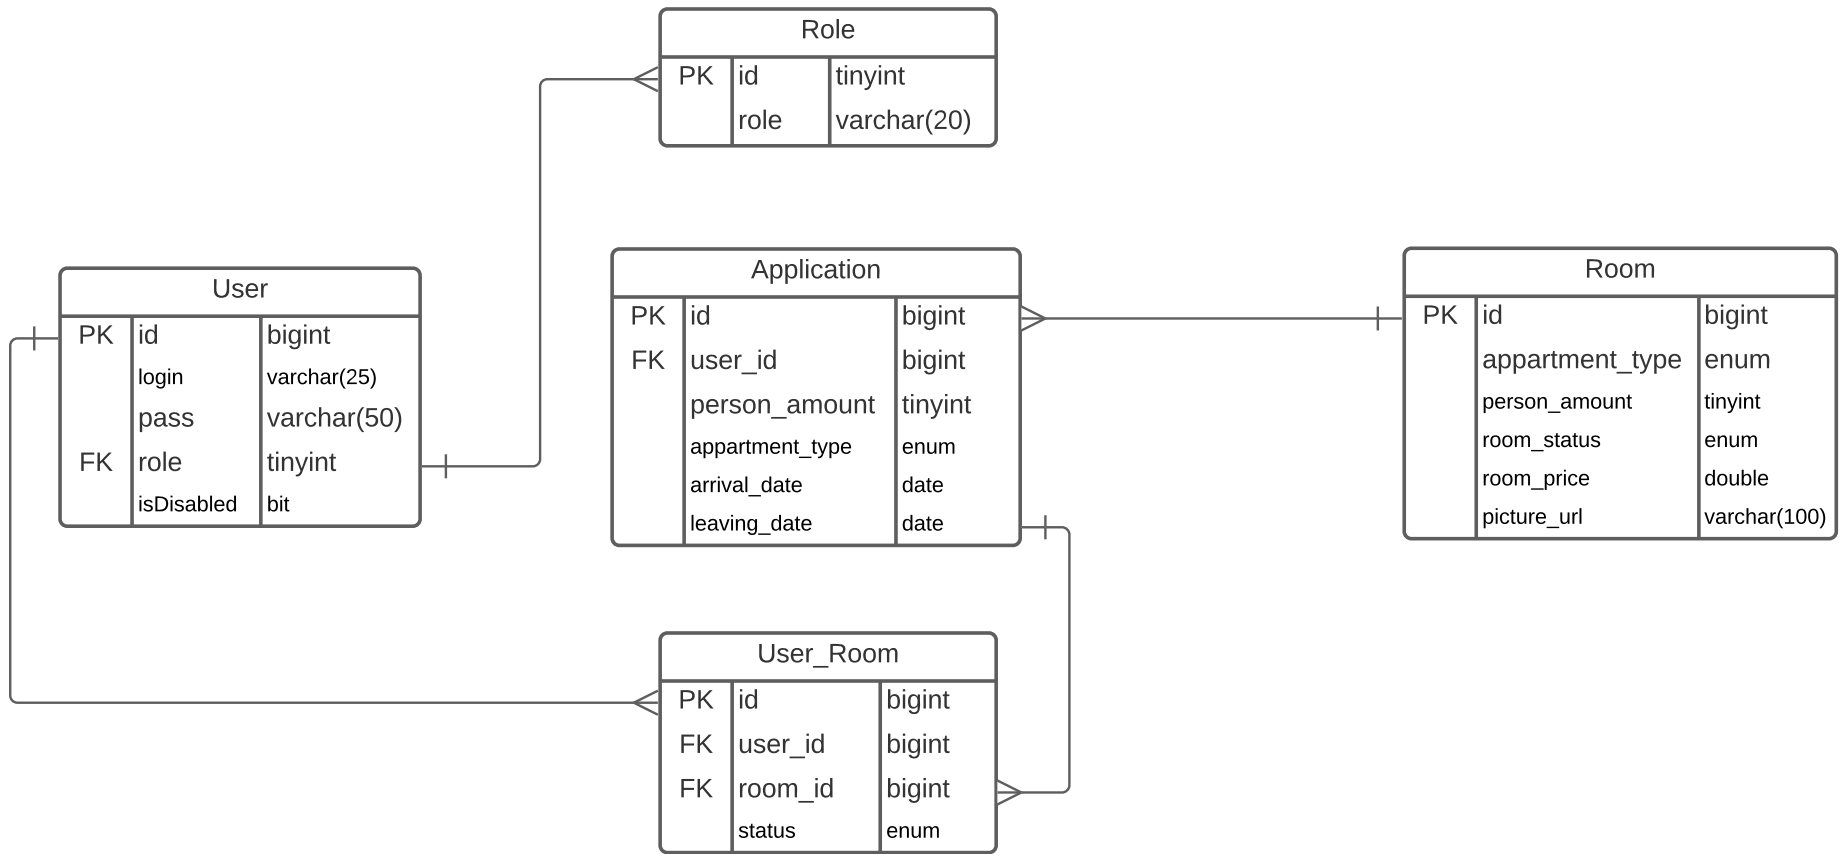 Role
PK id tinyint
role varchar(20)
User
PK id bigint
login varchar(25)
pass varchar(50)
FK role tinyint
isDisabled bit
Application
PK id bigint
FK user_id bigint
person_amount tinyint
appartment_type enum
arrival_date date
leaving_date date
Room
PK id bigint
appartment_type enum
person_amount tinyint
room_status enum
room_price double
picture_url varchar(100)
User_Room
PK id bigint
FK user_id bigint
FK room_id bigint
status enum